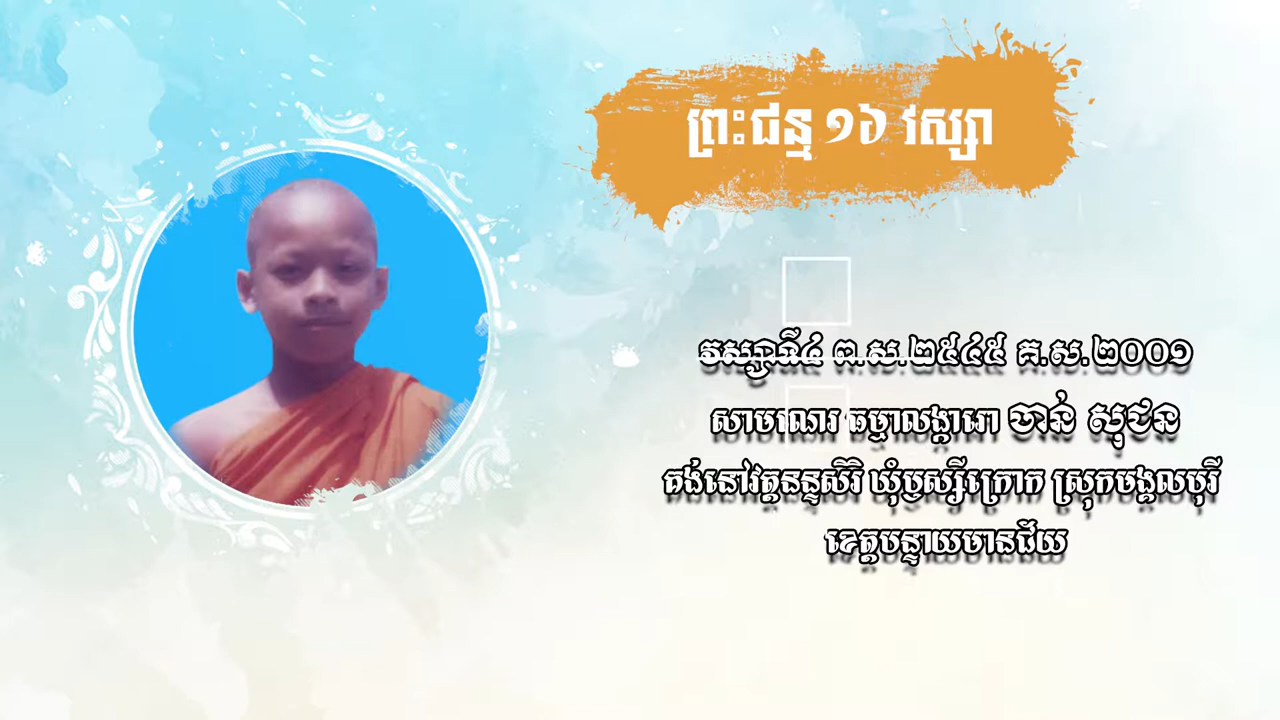 ព្រះជន្ម ១៦ វស្សា
វស្សាទី៤ ព.ស.២៥៤៥ គ.ស.២០០១
សាមណេរ ធម្មាលង្ការោ ចាន់ សុជន
គង់នៅវត្តនន្ទសិរី ឃុំឫស្សីក្រោក ស្រុកមង្គលបុរី
ខេត្តបន្ទាយមានជ័យ